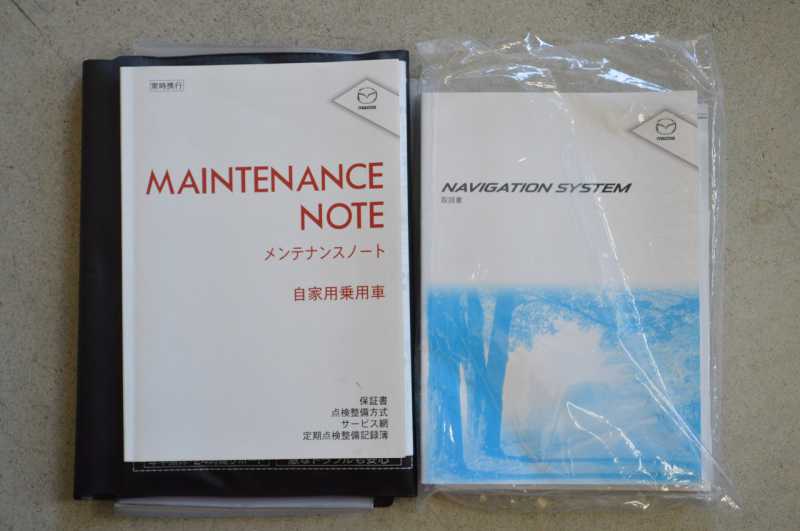 常時携行
mazda
MAINTENANCE
NOTE
メンテナンスノート
自家用乗用車
保証書
点検整備方式
サービス網
定期点検整備記録簿
mazda
NAVIGATION SYSTEM
取説書